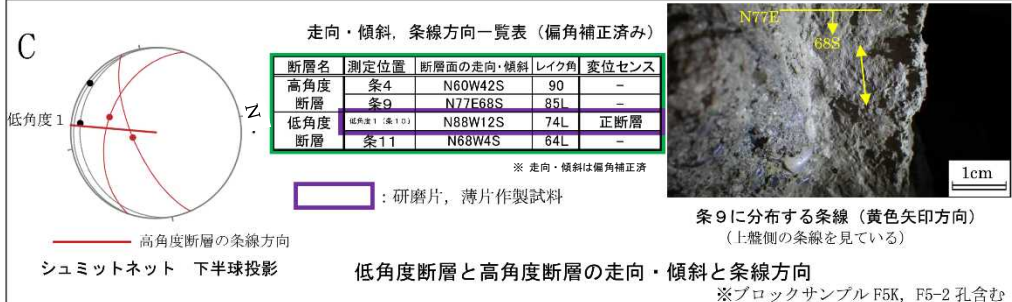 C
走向・傾斜，条線方向一覧表（偏角補正済み）
断層名 測定位置 断層面の走向・傾斜 レイク角 変位センス
高角度断層 条4 N60W42S 90 －
条9 N77E68S 85L －
低角度断層 低角度1（条10） N88W12S 74L 正断層
条11 N68W4S 64L －
※ 走向・傾斜は偏角補正済
：研磨片，薄片作製試料
低角度１
N
高角度断層の条線方向
シュミットネット　下半球投影
N77E
68S
1cm
条９に分布する条線（黄色矢印方向）
（上盤側の条線を見ている）
低角度断層と高角度断層の走向・傾斜と条線方向
※ブロックサンプル F5K，F5-2 孔含む